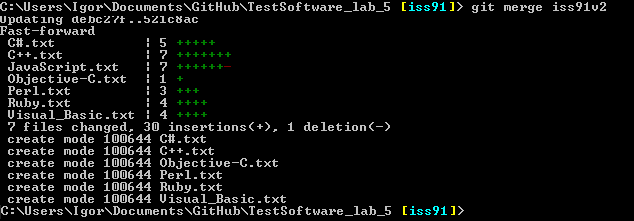 C:\Users\Igor\Documents\GitHub\TestSoftware_lab_5 [iss91]> git merge iss91v2
Updating debc27f..521c8ac
Fast-forward
C#.txt | 5 +++++
C++.txt | 7 +++++++
JavaScript.txt | 7 ++++++-
Objective-C.txt | 1 +
Perl.txt | 3 +++
Ruby.txt | 4 ++++
Visual_Basic.txt | 4 ++++
7 files changed, 30 insertions(+), 1 deletion(-)
create mode 100644 C#.txt
create mode 100644 C++.txt
create mode 100644 Objective-C.txt
create mode 100644 Perl.txt
create mode 100644 Ruby.txt
create mode 100644 Visual_Basic.txt
C:\Users\Igor\Documents\GitHub\TestSoftware_lab_5 [iss91]>